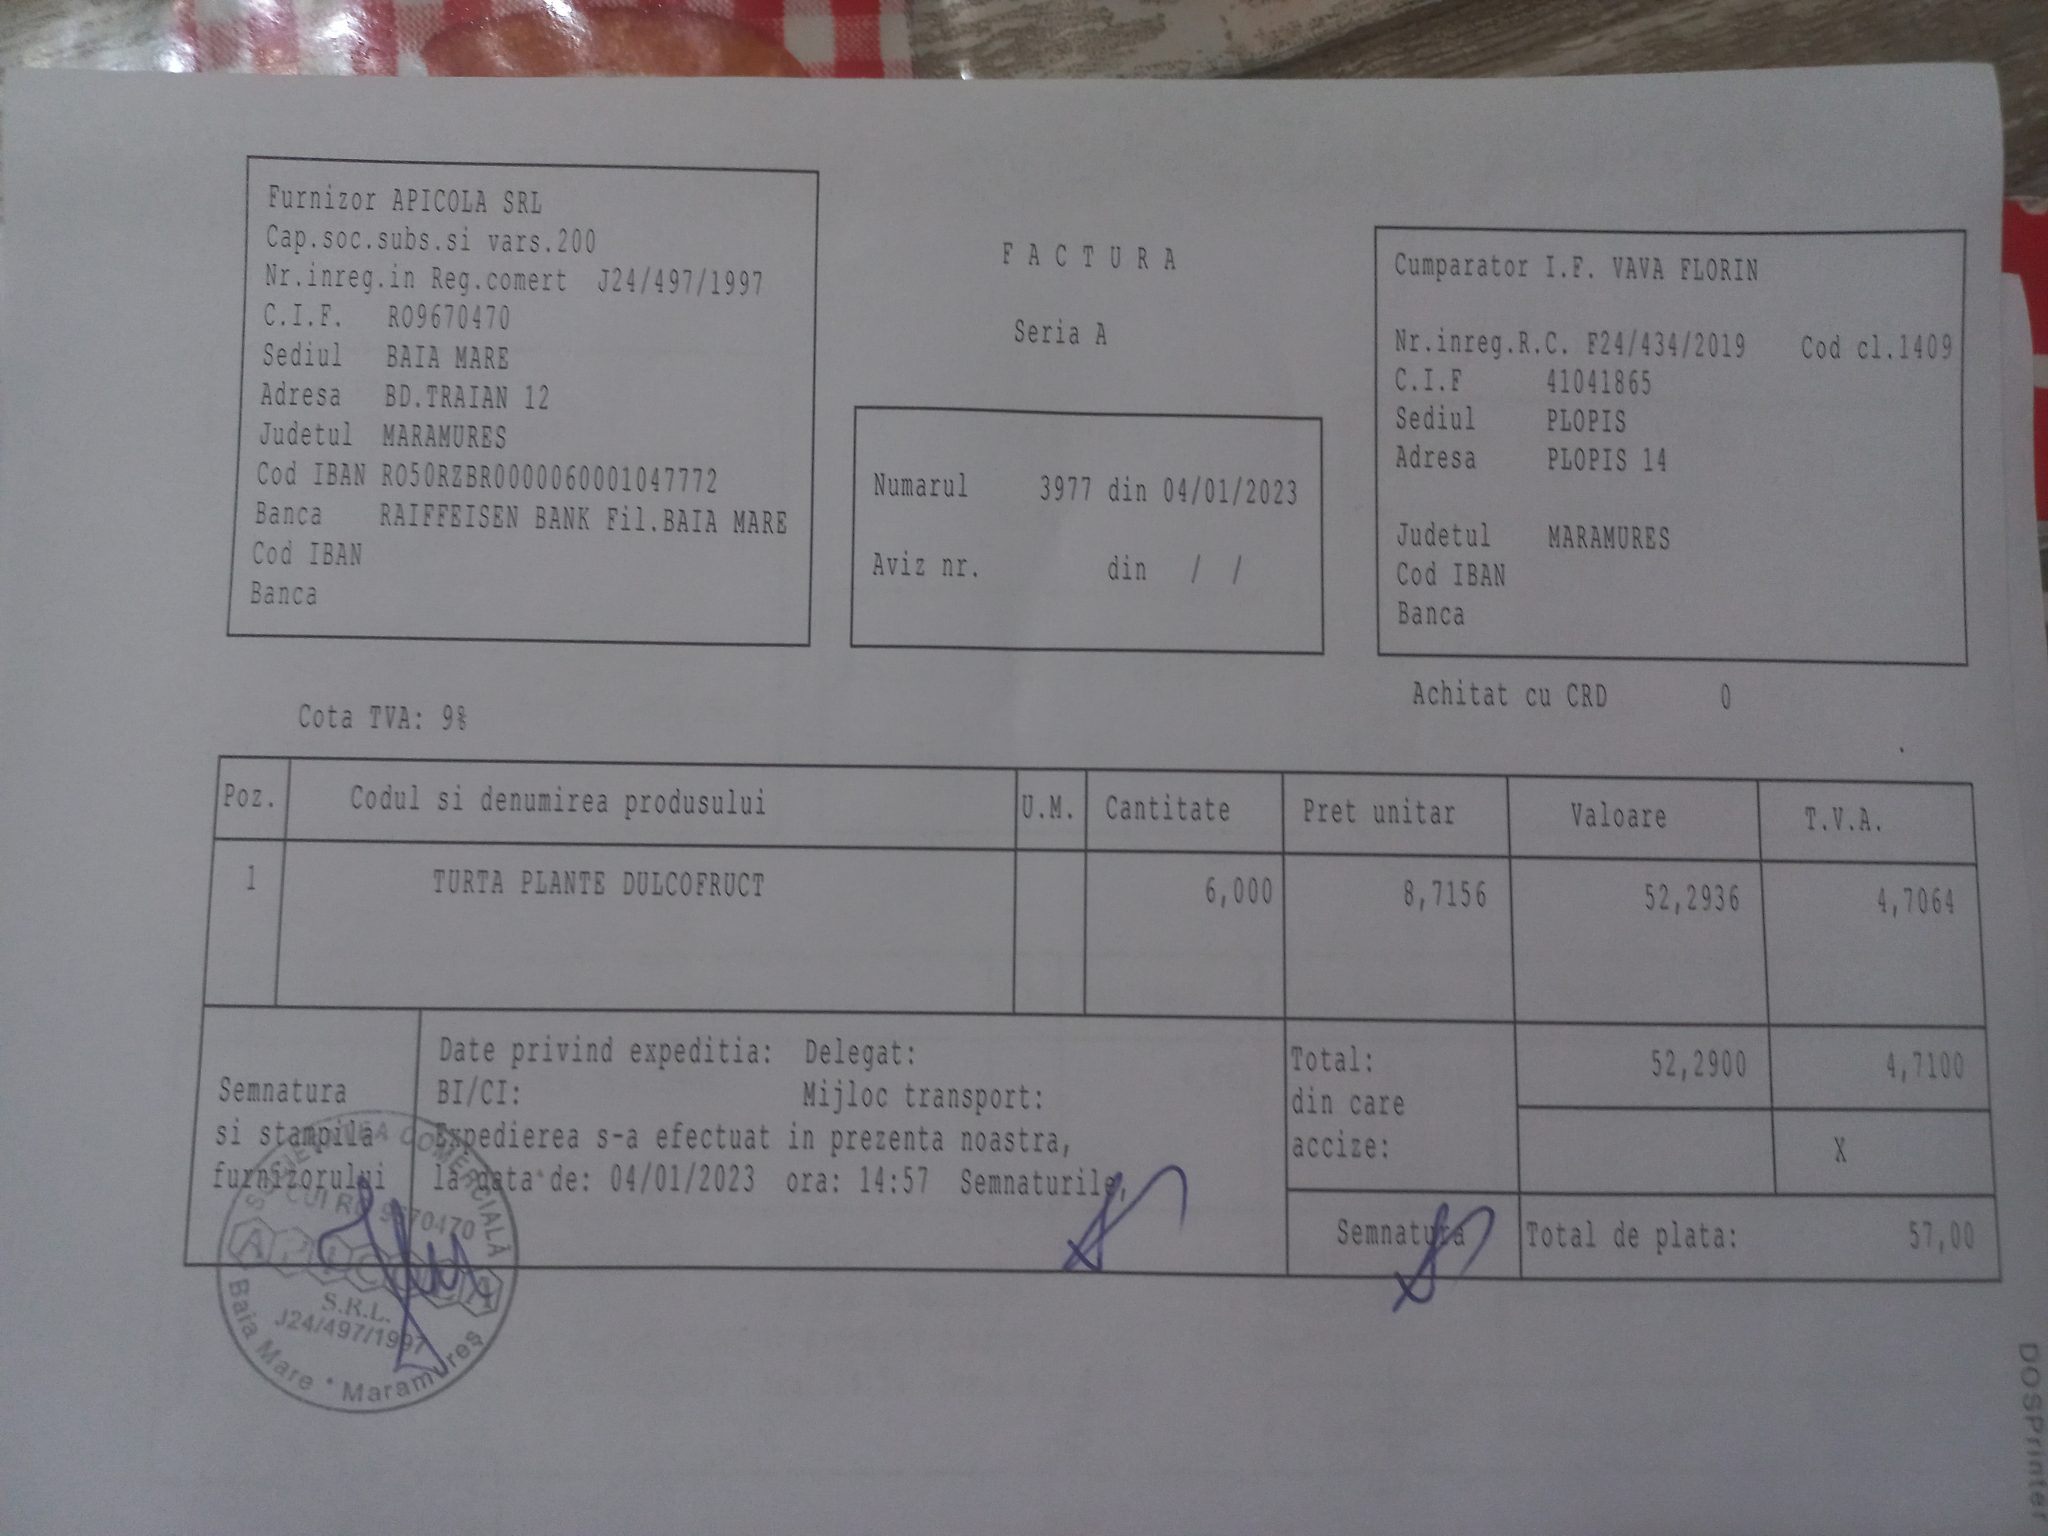 Furnizor APICOLA SRL
Cap.soc.subs.si vars.200
Nr.inreg.in Reg.comert J24/497/1997
C.I.F. RO9670470
Sediul BAIA MARE
Adresa BD.TRAIAN 12
Judetul MARAMURES
Cod IBAN RO50RZBR0000060001047772
Banca RAIFFEISEN BANK Fil.BAIA MARE
Cod IBAN
Banca
F A C T U R A
Seria A
Numarul 3977 din 04/01/2023
Aviz nr. din / /
Cumparator I.F. VAVA FLORIN
Nr.inreg.R.C. F24/434/2019 Cod cl.1409
C.I.F 41041865
Sediul PLOPIS
Adresa PLOPIS 14
Judetul MARAMURES
Cod IBAN
Banca
Achitat cu CRD 0
Cota TVA: 9%
Poz. Codul si denumirea produsului U.M. Cantitate Pret unitar Valoare T.V.A.
1 TURTA PLANTE DULCOFRUCT 6,000 8,7156 52,2936 4,7064
Semnatura
si stampila
furnizorului
Date privind expeditia: Delegat:
BI/CI: Mijloc transport:
Expedierea s-a efectuat in prezenta noastra,
la data de: 04/01/2023 ora: 14:57 Semnaturile,
Total: 52,2900 4,7100
din care
accize: X
Semnatura Total de plata: 57,00
COMERCIALĂ
CUI RO 9670470
APICOLA
S.R.L.
J24/497/1997
Baia Mare * Maramureș
DOSPrinter